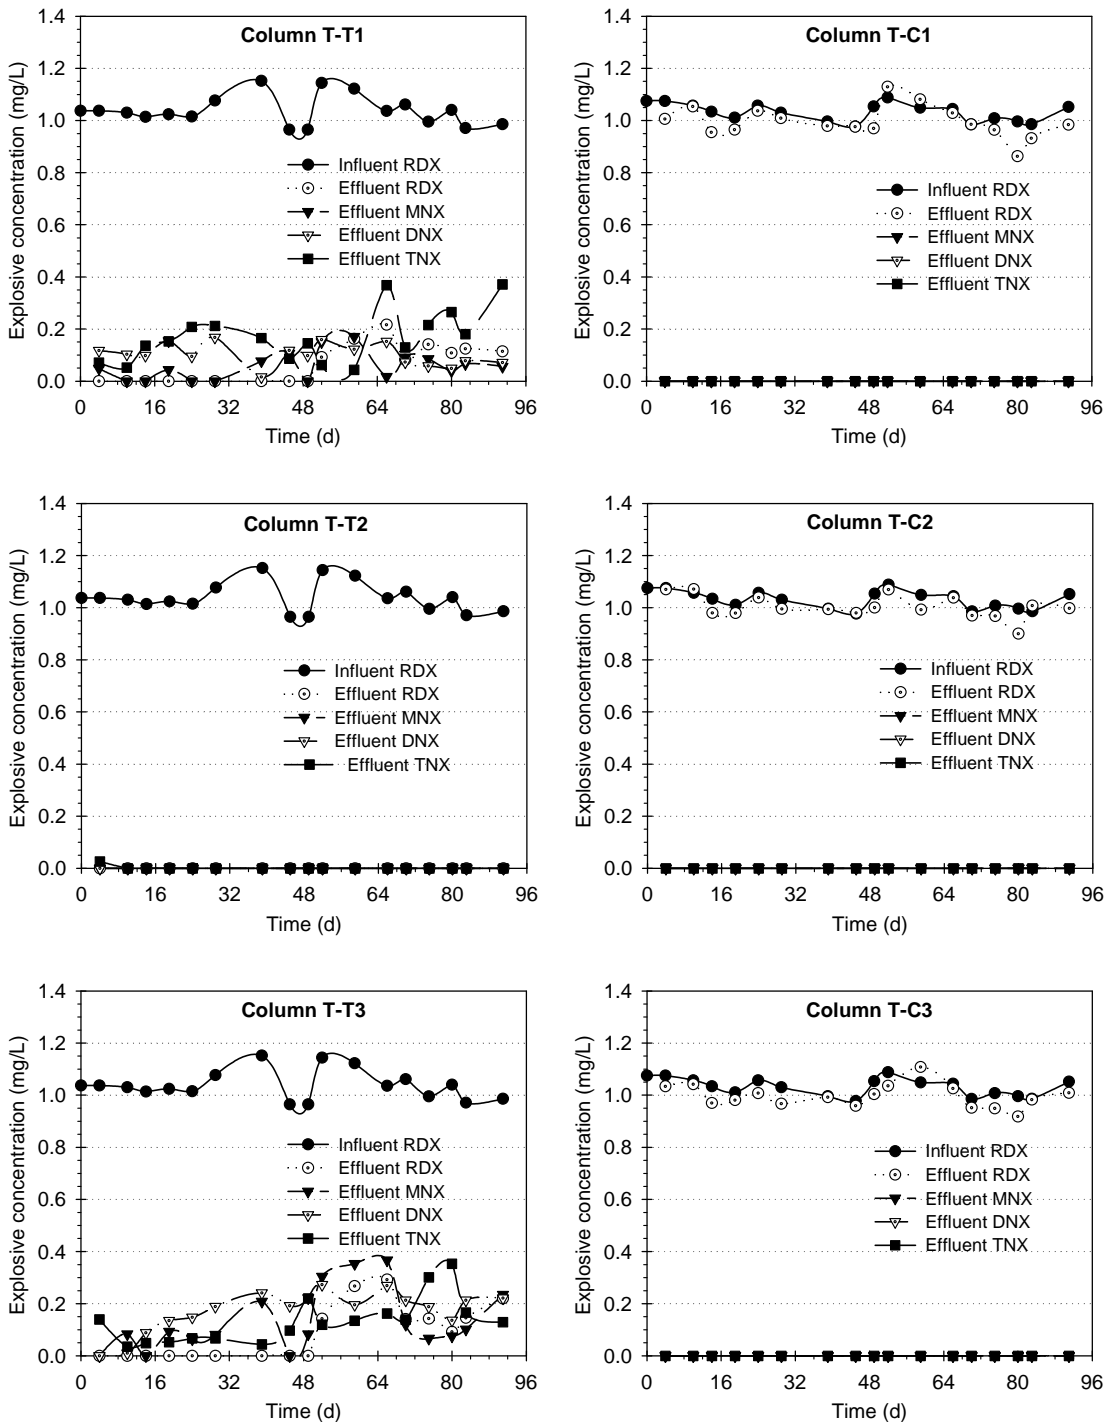 Column T-T1
Explosive concentration (mg/L)
1.4
1.2
1.0
0.8
0.6
0.4
0.2
0.0
Influent RDX
Effluent RDX
Effluent MNX
Effluent DNX
Effluent TNX
0 16 32 48 64 80 96
Time (d)
Column T-C1
Explosive concentration (mg/L)
1.4
1.2
1.0
0.8
0.6
0.4
0.2
0.0
Influent RDX
Effluent RDX
Effluent MNX
Effluent DNX
Effluent TNX
0 16 32 48 64 80 96
Time (d)
Column T-T2
Explosive concentration (mg/L)
1.4
1.2
1.0
0.8
0.6
0.4
0.2
0.0
Influent RDX
Effluent RDX
Effluent MNX
Effluent DNX
Effluent TNX
0 16 32 48 64 80 96
Time (d)
Column T-C2
Explosive concentration (mg/L)
1.4
1.2
1.0
0.8
0.6
0.4
0.2
0.0
Influent RDX
Effluent RDX
Effluent MNX
Effluent DNX
Effluent TNX
0 16 32 48 64 80 96
Time (d)
Column T-T3
Explosive concentration (mg/L)
1.4
1.2
1.0
0.8
0.6
0.4
0.2
0.0
Influent RDX
Effluent RDX
Effluent MNX
Effluent DNX
Effluent TNX
0 16 32 48 64 80 96
Time (d)
Column T-C3
Explosive concentration (mg/L)
1.4
1.2
1.0
0.8
0.6
0.4
0.2
0.0
Influent RDX
Effluent RDX
Effluent MNX
Effluent DNX
Effluent TNX
0 16 32 48 64 80 96
Time (d)